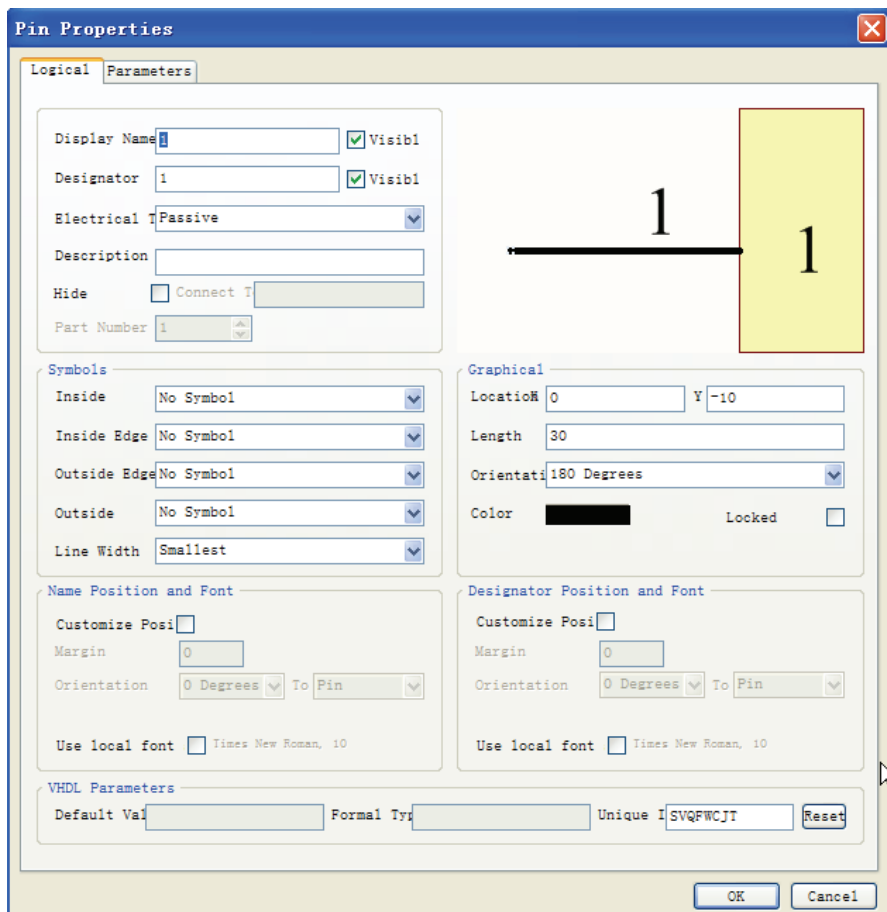 Pin Properties
Logical Parameters
Display Name 1 Visibl
Designator 1 Visibl
Electrical T Passive
Description
Hide Connect T
Part Number 1
1
1
Symbols
Inside No Symbol
Inside Edge No Symbol
Outside Edge No Symbol
Outside No Symbol
Line Width Smallest
Graphical
Location X 0 Y -10
Length 30
Orientati 180 Degrees
Color Locked
Name Position and Font
Customize Posi
Margin 0
Orientation 0 Degrees To Pin
Use local font Times New Roman, 10
Designator Position and Font
Customize Posi
Margin 0
Orientation 0 Degrees To Pin
Use local font Times New Roman, 10
VHDL Parameters
Default Val Formal Typ Unique I SVQFWCJT Reset
OK Cancel